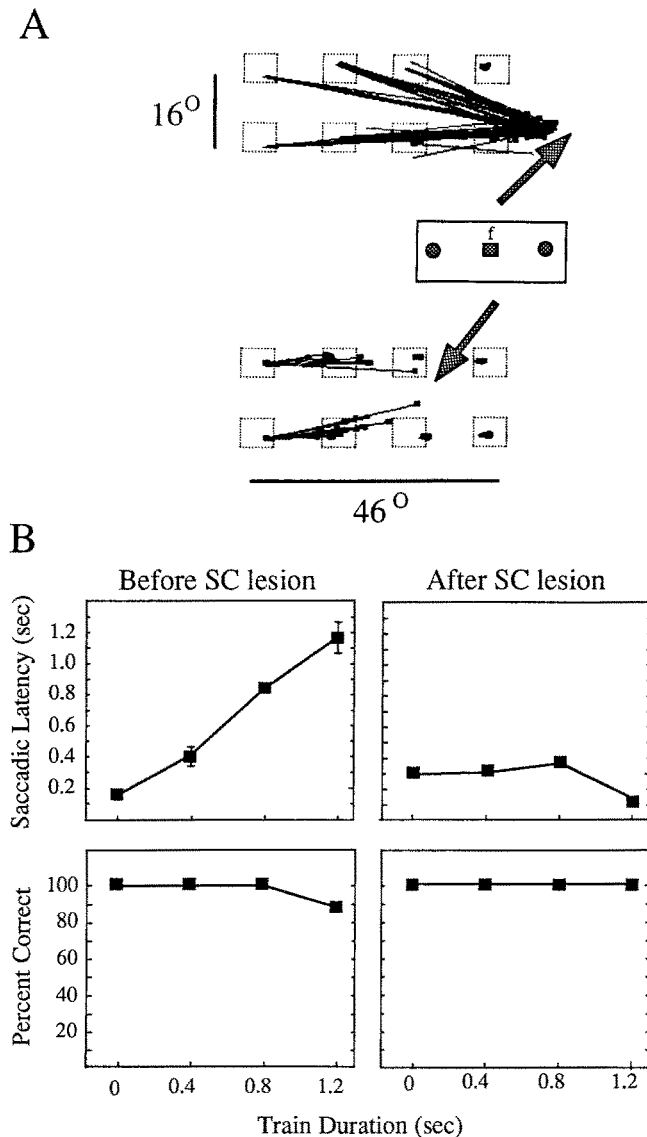 A
16°
f
46°
B
Before SC lesion
After SC lesion
Saccadic Latency (sec)
1.2
1.0
0.8
0.6
0.4
0.2
Percent Correct
100
80
60
40
20
0 0.4 0.8 1.2
0 0.4 0.8 1.2
Train Duration (sec)